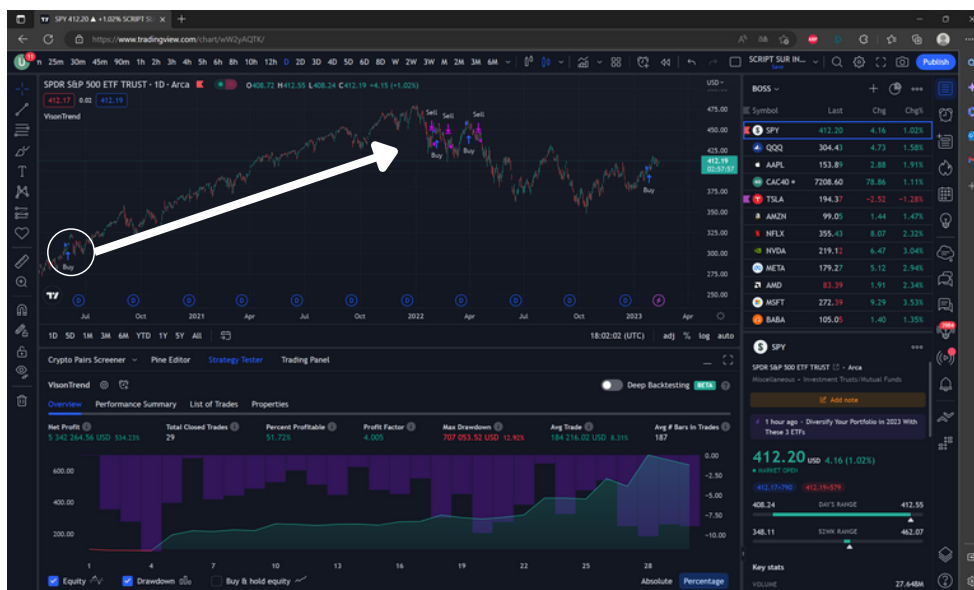 SPY 412.20 ▲ +1.02% SCRIPT SU
https://www.tradingview.com/chart/wW2yAQTK/
25m 30m 45m 90m 1h 2h 3h 4h 5h 6h 8h 10h 12h D 2D 3D 4D 5D 6D 8D W 2W 3W M 2M 3M 6M
SCRIPT SUR IN...
Save
Publish
SPDR S&P 500 ETF TRUST · 1D · Arca
O408.72 H412.55 L408.24 C412.19 +4.15 (+1.02%)
USD
412.17 0.02 412.19
VisonTrend
Sell Sell Sell
Buy Buy Buy Buy
475.00
450.00
425.00
412.19
02:57:57
375.00
350.00
325.00
300.00
275.00
250.00
Jul Oct 2021 Apr Jul Oct 2022 Apr Jul Oct 2023 Apr
1D 5D 1M 3M 6M YTD 1Y 5Y All
18:02:02 (UTC) adj % log auto
Crypto Pairs Screener Pine Editor Strategy Tester Trading Panel
VisonTrend
Deep Backtesting BETA
Overview Performance Summary List of Trades Properties
Net Profit Total Closed Trades Percent Profitable Profit Factor Max Drawdown Avg Trade Avg # Bars in Trades
5 342 264.56 USD 534.23% 29 51.72% 4.005 707 053.52 USD 12.92% 184 216.02 USD 8.31% 187
600.00
400.00
200.00
0.00
-2.50
-5.00
-7.50
-10.00
1 4 7 10 13 16 19 22 25 28
Equity Drawdown Buy & hold equity
Absolute Percentage
BOSS
Symbol Last Chg Chg%
SPY 412.20 4.16 1.02%
QQQ 304.43 4.73 1.58%
AAPL 153.89 2.88 1.91%
CAC40 7208.60 78.86 1.11%
TSLA 194.37 -2.52 -1.28%
AMZN 99.05 1.44 1.47%
NFLX 355.43 8.07 2.32%
NVDA 219.12 6.47 3.04%
META 179.27 5.12 2.94%
AMD 83.39 1.91 2.34%
MSFT 272.39 9.29 3.53%
BABA 105.05 1.40 1.35%
SPY
SPDR S&P 500 ETF TRUST Arca
Miscellaneous • Investment Trusts/Mutual Funds
Add note
1 hour ago · Diversify Your Portfolio in 2023 With
These 3 ETFs
412.20 USD 4.16 (1.02%)
MARKET OPEN
412.17×790 412.19×579
408.24 DAY'S RANGE 412.55
348.11 52WK RANGE 462.07
Key stats
VOLUME 27.648M